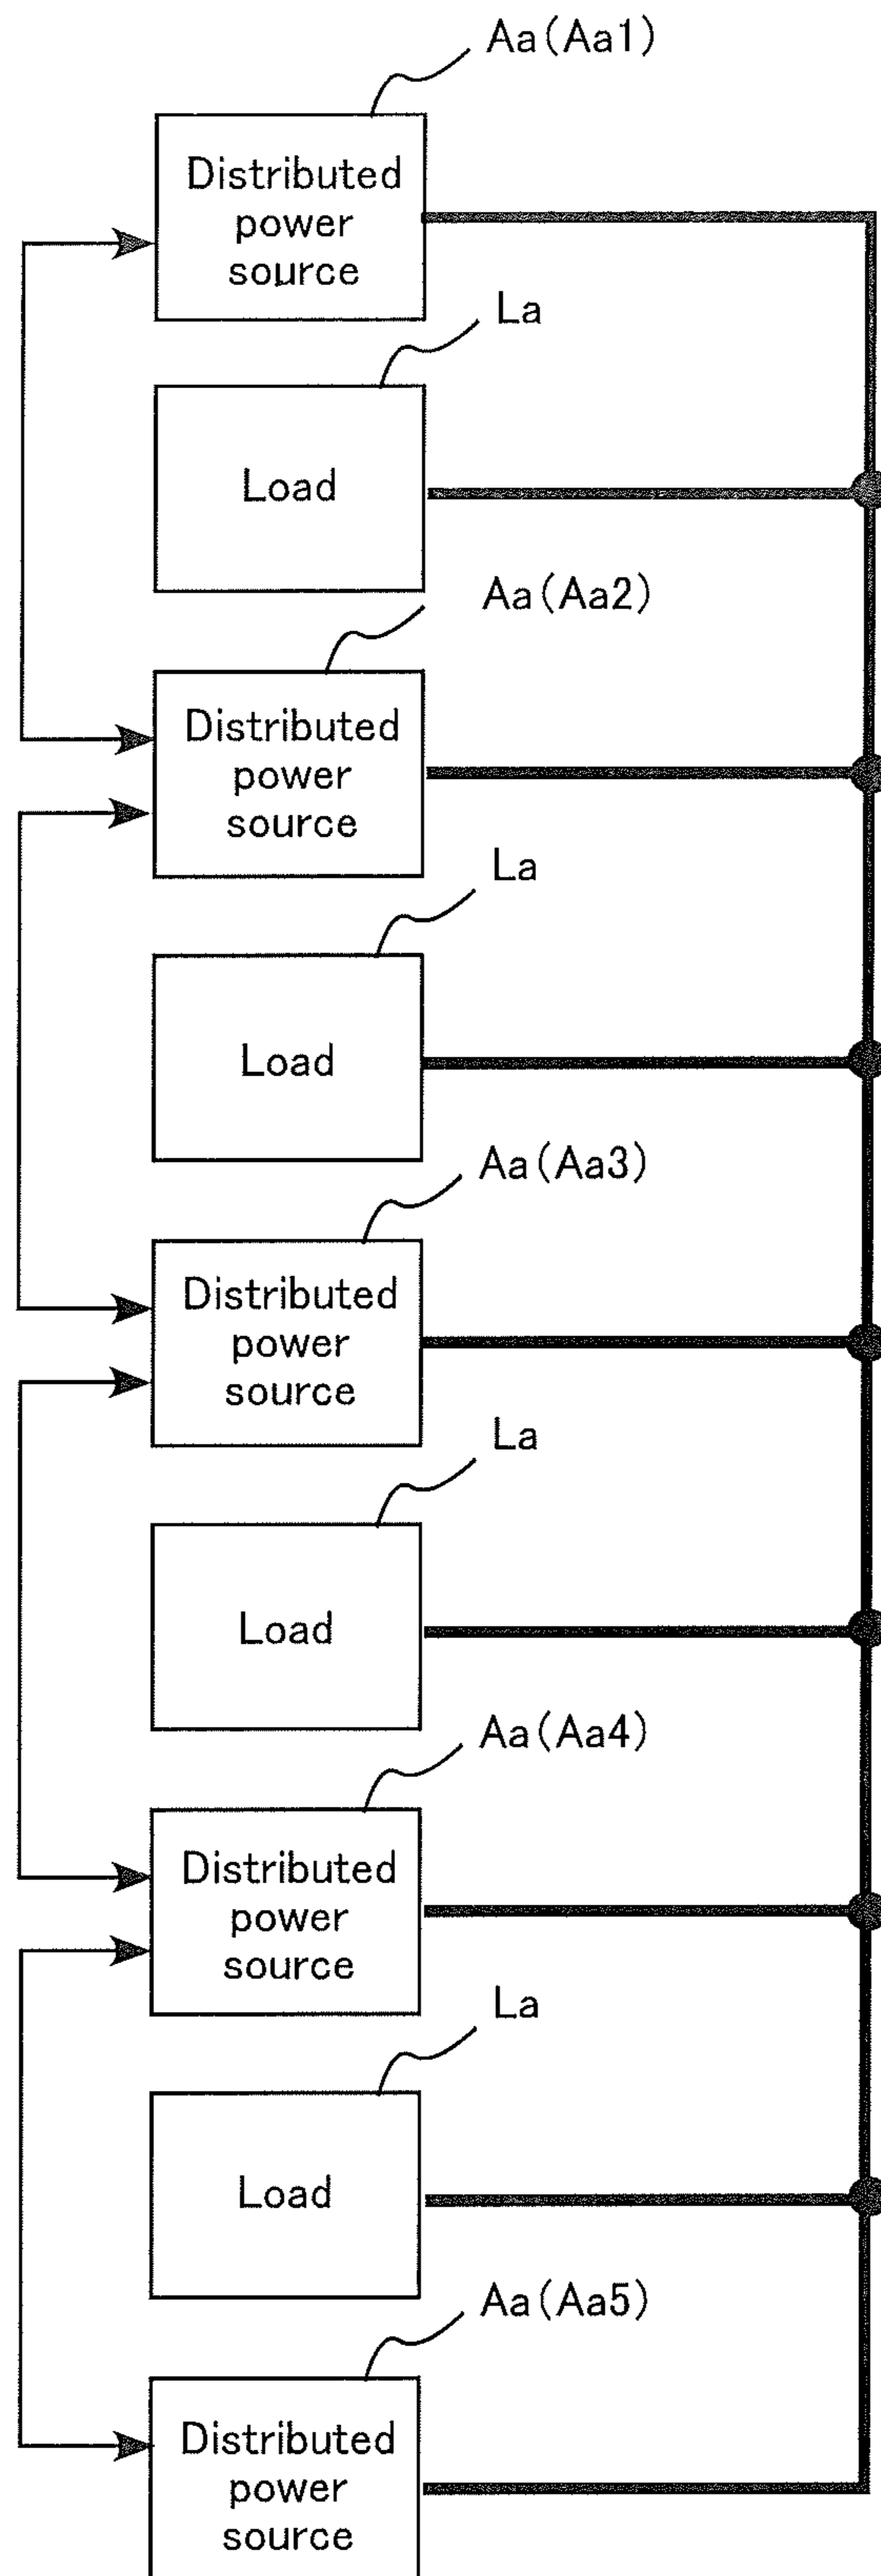 Aa(Aa1)
Distributed
power
source
La
Load
Aa(Aa2)
Distributed
power
source
La
Load
Aa(Aa3)
Distributed
power
source
La
Load
Aa(Aa4)
Distributed
power
source
La
Load
Aa(Aa5)
Distributed
power
source